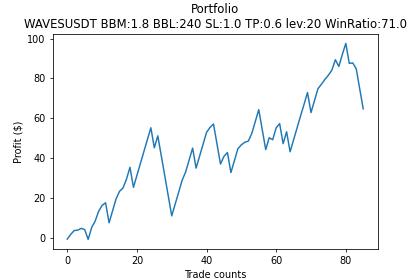 Portfolio
WAVESUSDT BBM:1.8 BBL:240 SL:1.0 TP:0.6 lev:20 WinRatio:71.0
100
80
60
40
20
0
Profit ($)
0 20 40 60 80
Trade counts